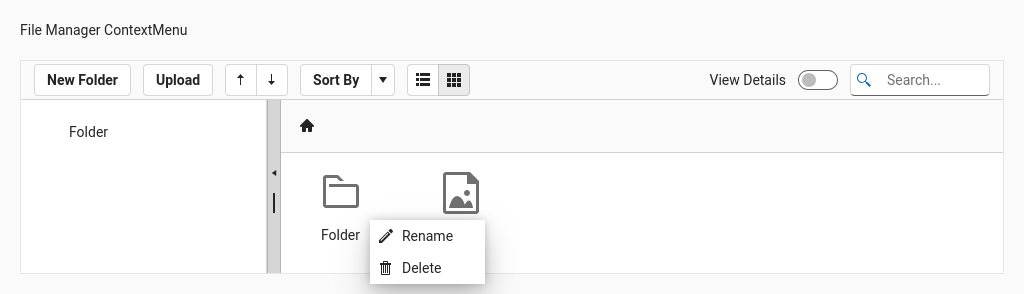 File Manager ContextMenu
New Folder Upload Sort By View Details Search...
Folder
Folder
Rename
Delete